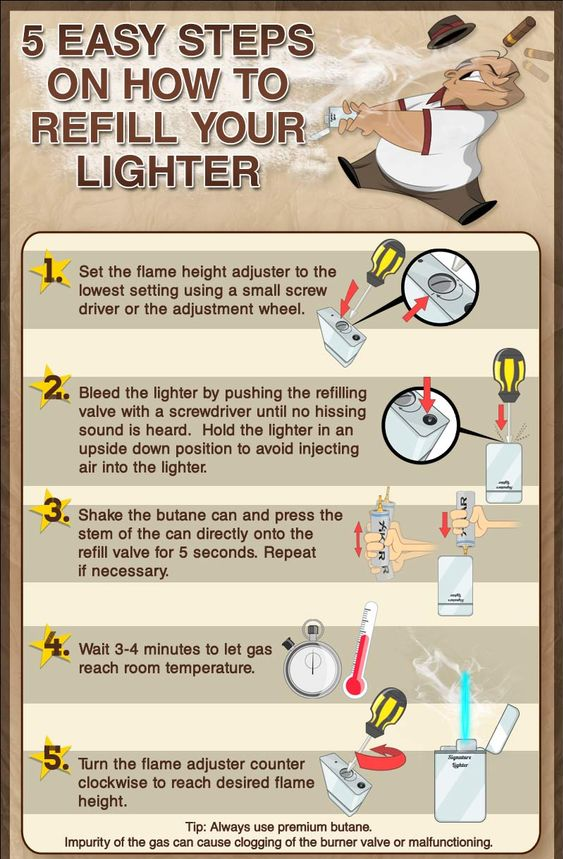 5 EASY STEPS
ON HOW TO
REFILL YOUR
LIGHTER
1. Set the flame height adjuster to the
lowest setting using a small screw
driver or the adjustment wheel.
2. Bleed the lighter by pushing the refilling
valve with a screwdriver until no hissing
sound is heard.  Hold the lighter in an
upside down position to avoid injecting
air into the lighter.
Signature
Lighter
3. Shake the butane can and press the
stem of the can directly onto the
refill valve for 5 seconds. Repeat
if necessary.
Signature
Lighter
4. Wait 3-4 minutes to let gas
reach room temperature.
5. Turn the flame adjuster counter
clockwise to reach desired flame
height.
Signature
Lighter
Tip: Always use premium butane.
Impurity of the gas can cause clogging of the burner valve or malfunctioning.